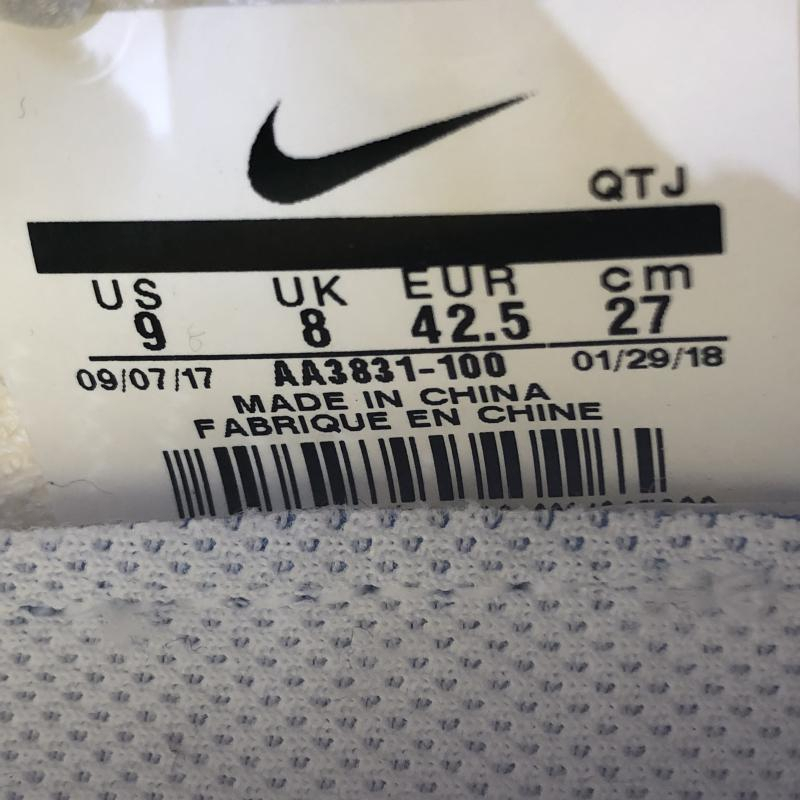 QTJ
US UK EUR cm
9 8 42.5 27
09/07/17 AA3831-100 01/29/18
MADE IN CHINA
FABRIQUE EN CHINE